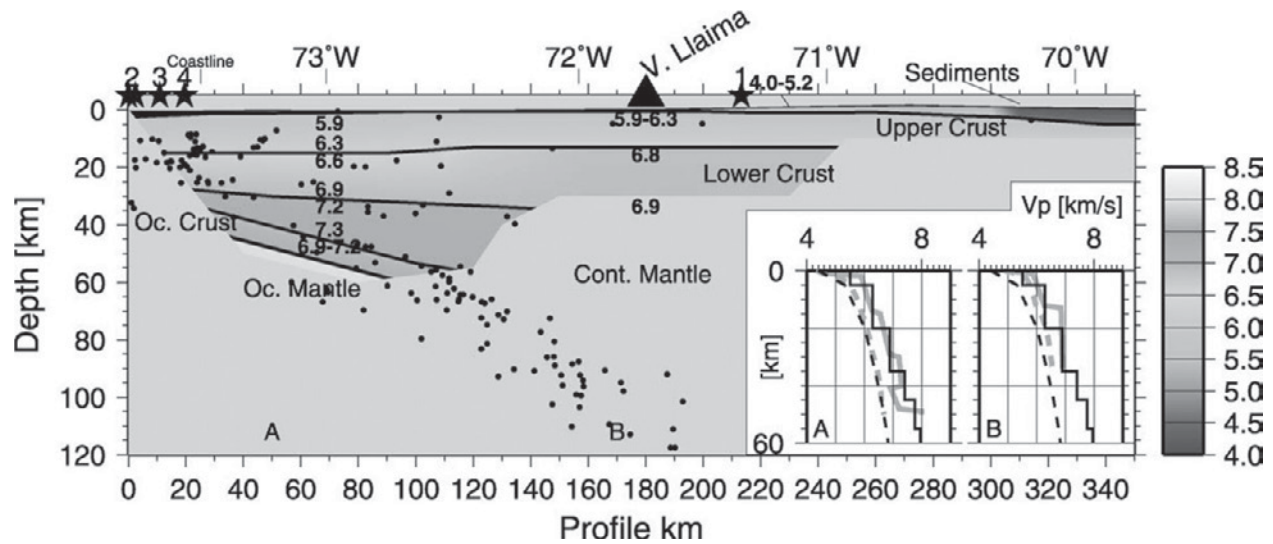 Coastline
73°W 72°W V. Llaima 71°W 70°W
2 3 4 1 4.0-5.2 Sediments
0 5.9 5.9-6.3 Upper Crust
6.3
20 6.6 6.8 Lower Crust
6.9 6.9
7.2
Oc. Crust
40 7.3
6.9-7.2
Oc. Mantle Cont. Mantle
60
80
100
A B
120
0 20 40 60 80 100 120 140 160 180 200 220 240 260 280 300 320 340
Profile km
Depth [km]
Vp [km/s]
4 8 4 8
0
[km]
60 A B
8.5
8.0
7.5
7.0
6.5
6.0
5.5
5.0
4.5
4.0